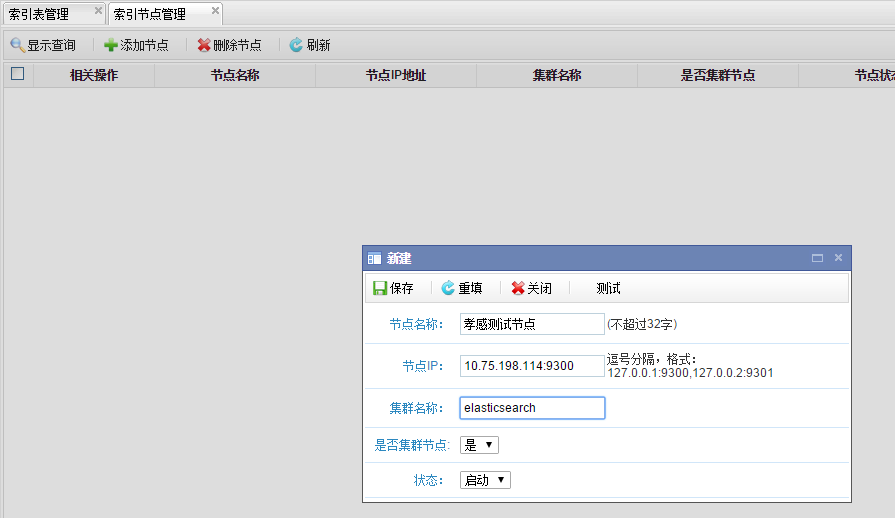 索引表管理 索引节点管理
显示查询 添加节点 删除节点 刷新
相关操作 节点名称 节点IP地址 集群名称 是否集群节点 节点状
新建
保存 重填 关闭 测试
节点名称： 孝感测试节点 (不超过32字)
节点IP： 10.75.198.114:9300 逗号分隔，格式：
127.0.0.1:9300,127.0.0.2:9301
集群名称： elasticsearch
是否集群节点: 是
状态： 启动